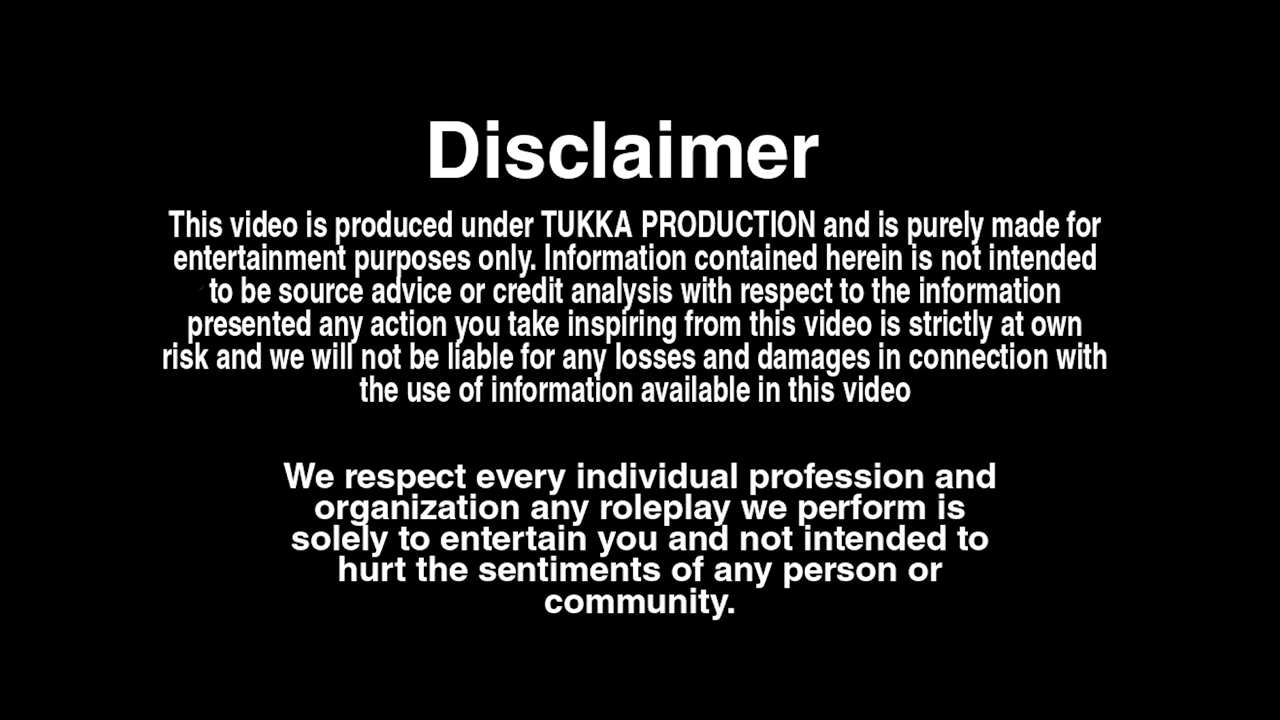 Disclaimer
This video is produced under TUKKA PRODUCTION and is purely made for
entertainment purposes only. Information contained herein is not intended
to be source advice or credit analysis with respect to the information
presented any action you take inspiring from this video is strictly at own
risk and we will not be liable for any losses and damages in connection with
the use of information available in this video
We respect every individual profession and
organization any roleplay we perform is
solely to entertain you and not intended to
hurt the sentiments of any person or
community.